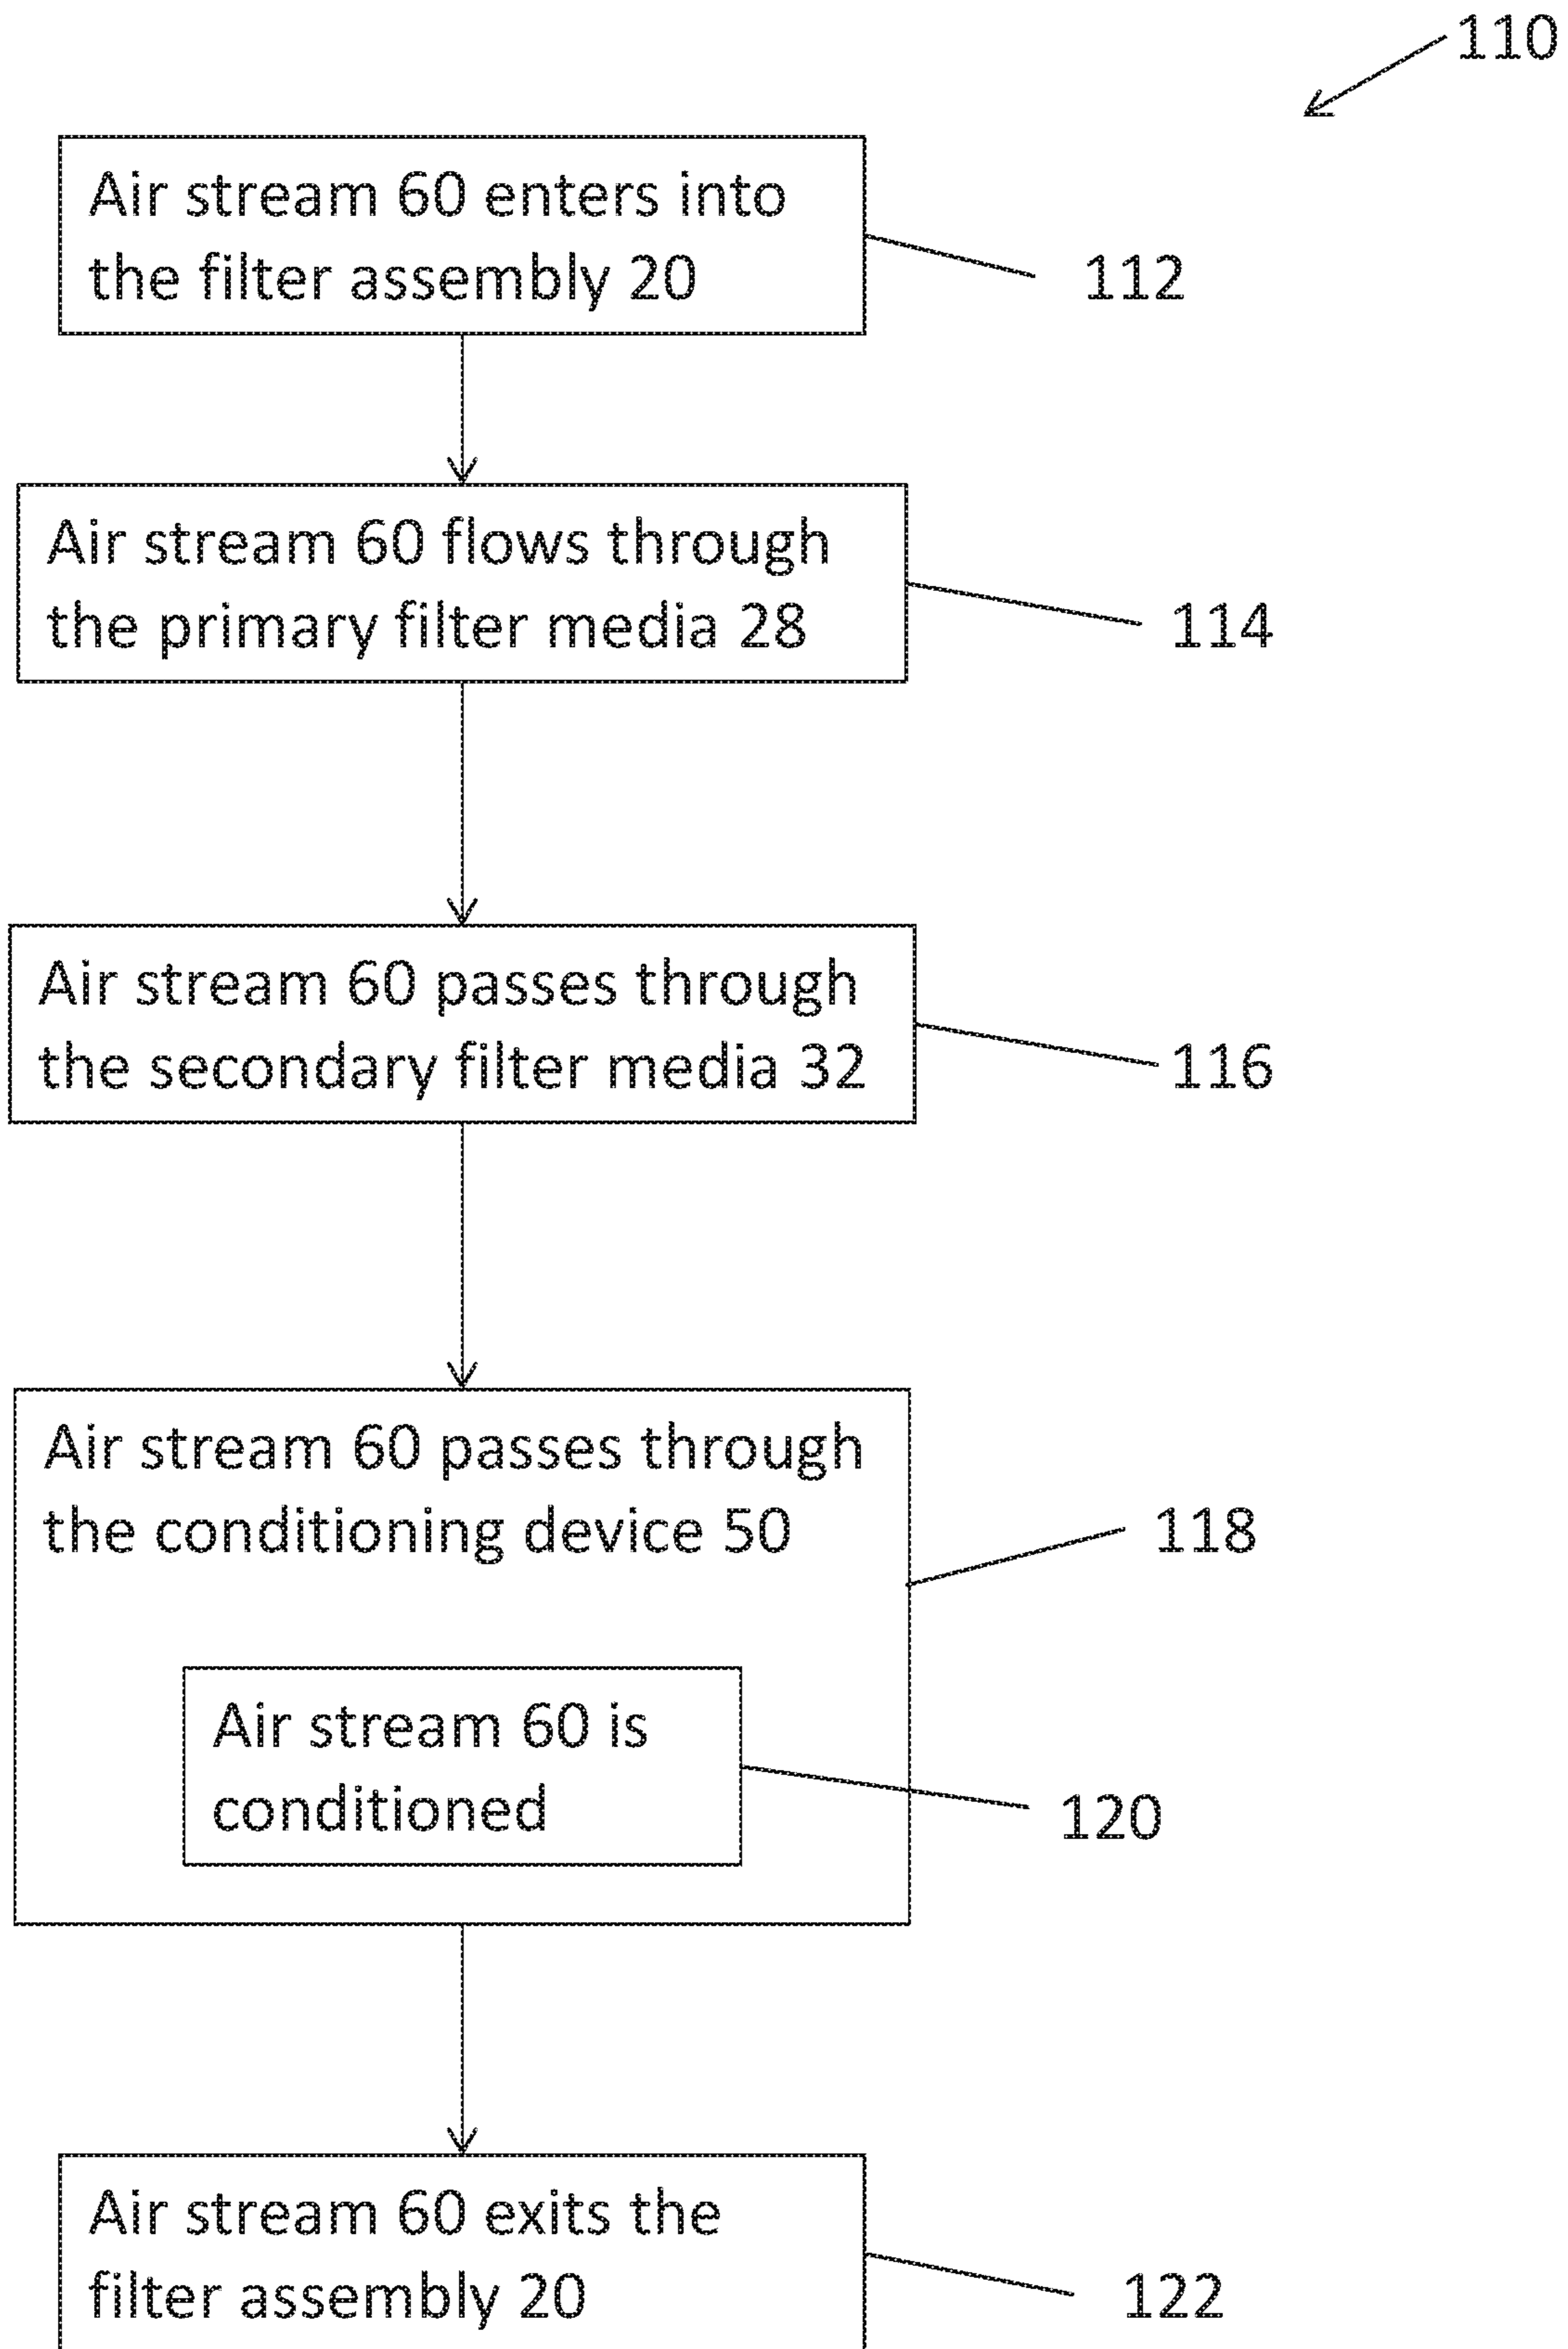 110
Air stream 60 enters into
the filter assembly 20
112
Air stream 60 flows through
the primary filter media 28
114
Air stream 60 passes through
the secondary filter media 32
116
Air stream 60 passes through
the conditioning device 50
118
Air stream 60 is
conditioned
120
Air stream 60 exits the
filter assembly 20
122